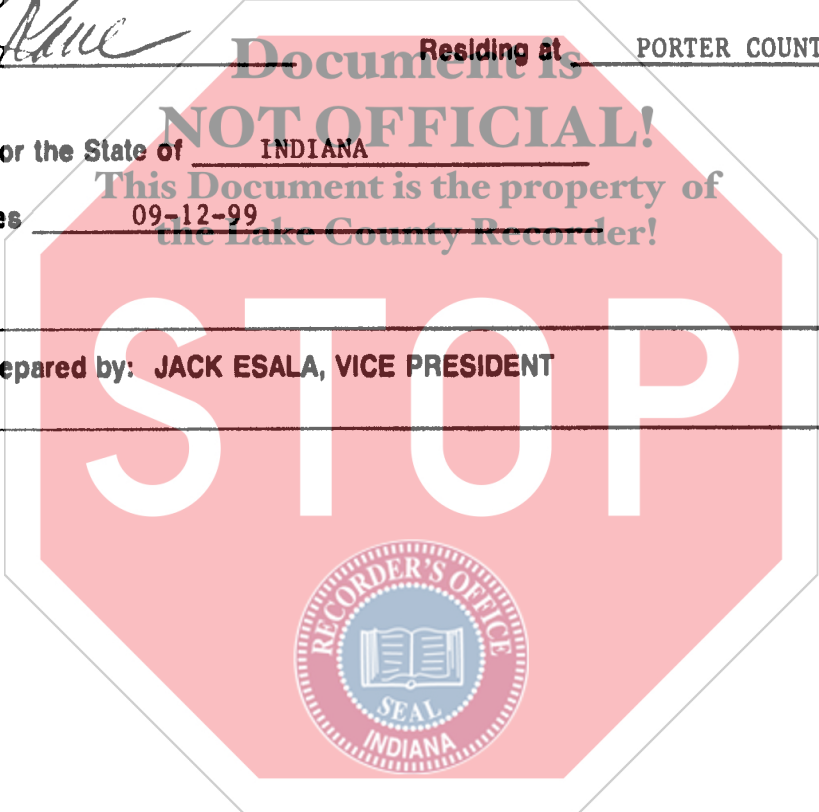 Document is
Residing at PORTER COUNT
NOT OFFICIAL!
or the State of INDIANA
This Document is the property of
es 09-12-99
the Lake County Recorder!
epared by: JACK ESALA, VICE PRESIDENT
STOP
RECORDER'S OFFICE
SEAL
INDIANA